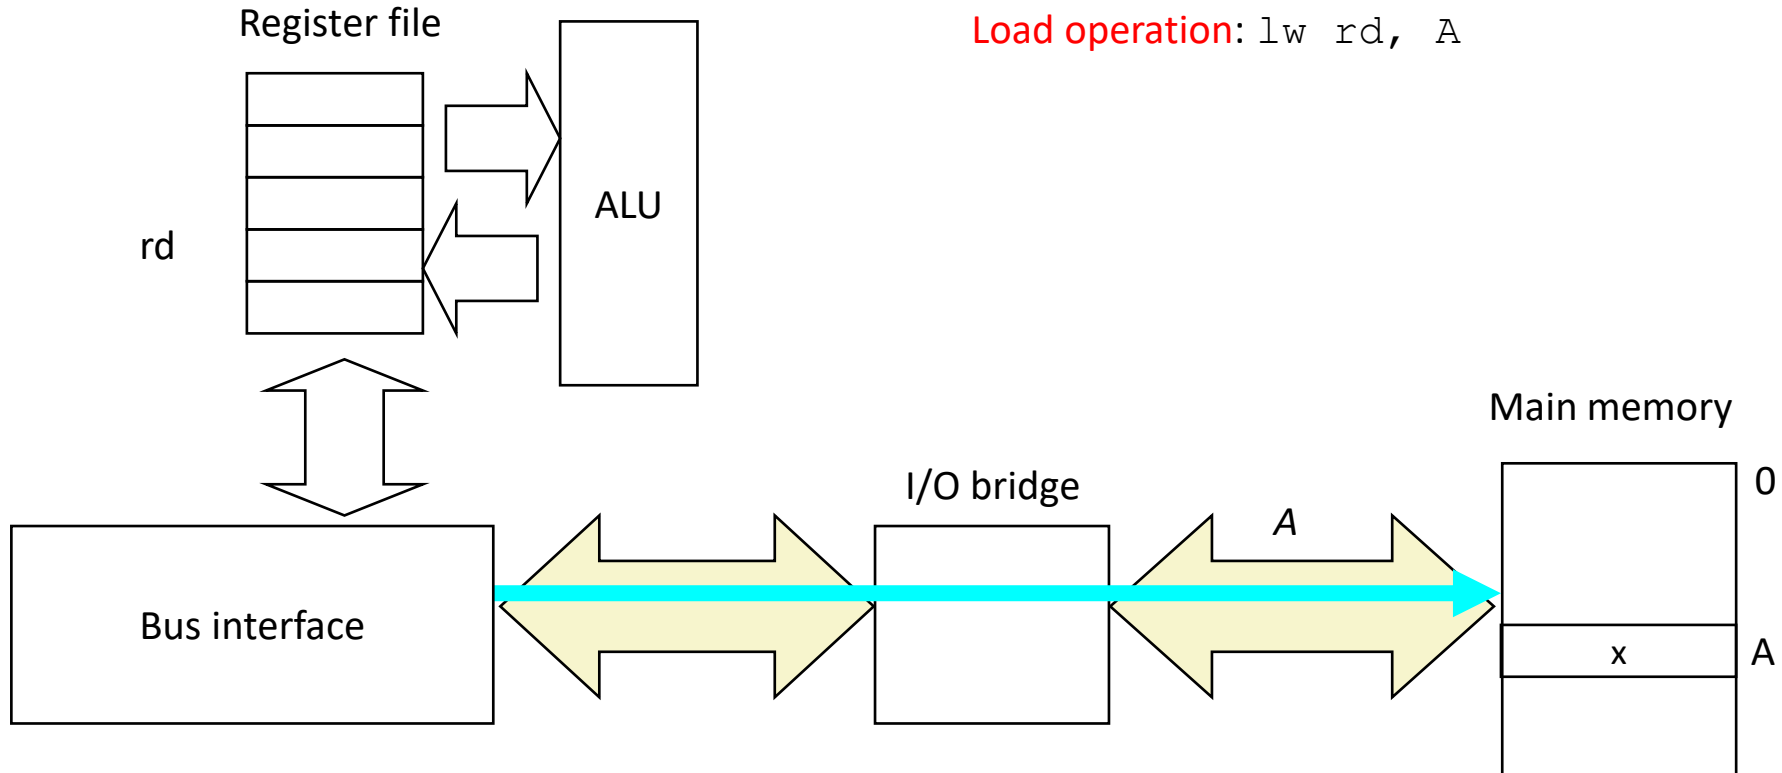 Register file
Load operation: lw rd, A
ALU
rd
Main memory
I/O bridge
0
A
Bus interface
x
A